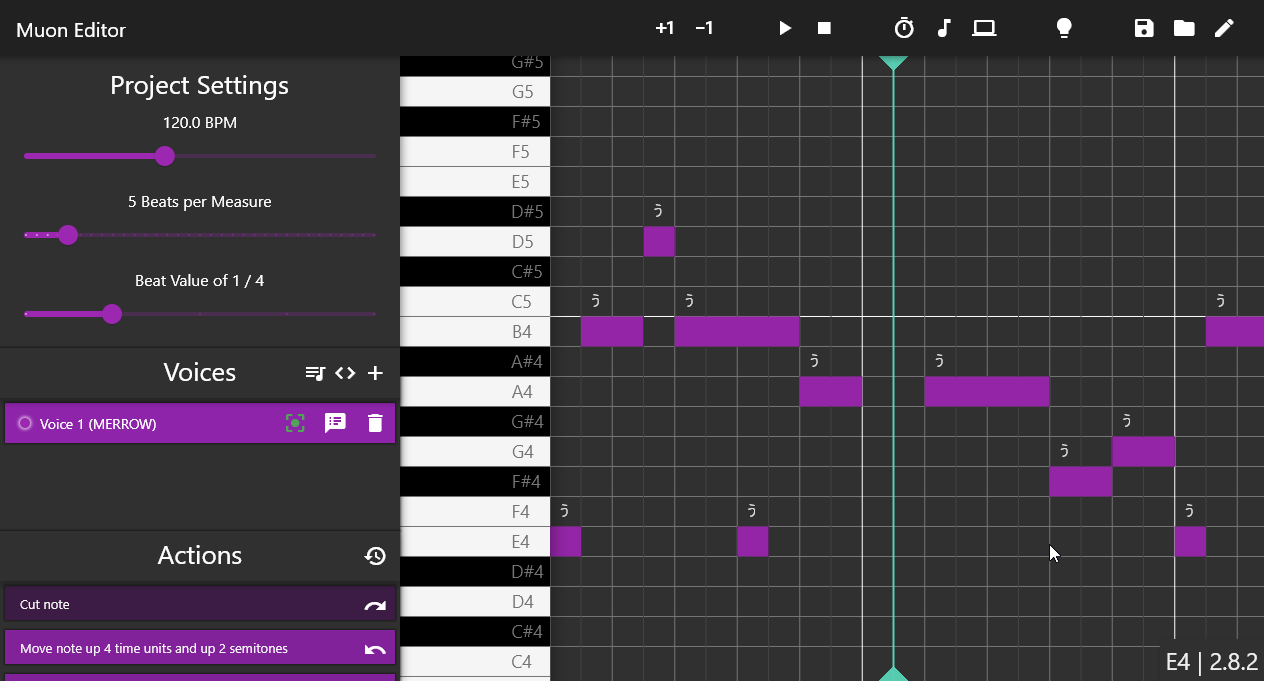 Muon Editor
+1 −1
Project Settings
120.0 BPM
5 Beats per Measure
Beat Value of 1 / 4
Voices
Voice 1 (MERROW)
Actions
Cut note
Move note up 4 time units and up 2 semitones
G#5
G5
F#5
F5
E5
D#5 う
D5
C#5
C5 う う う
B4
A#4 う う
A4
G#4 う
G4 う
F#4
F4 う う う
E4
D#4
D4
C#4
C4
E4 | 2.8.2